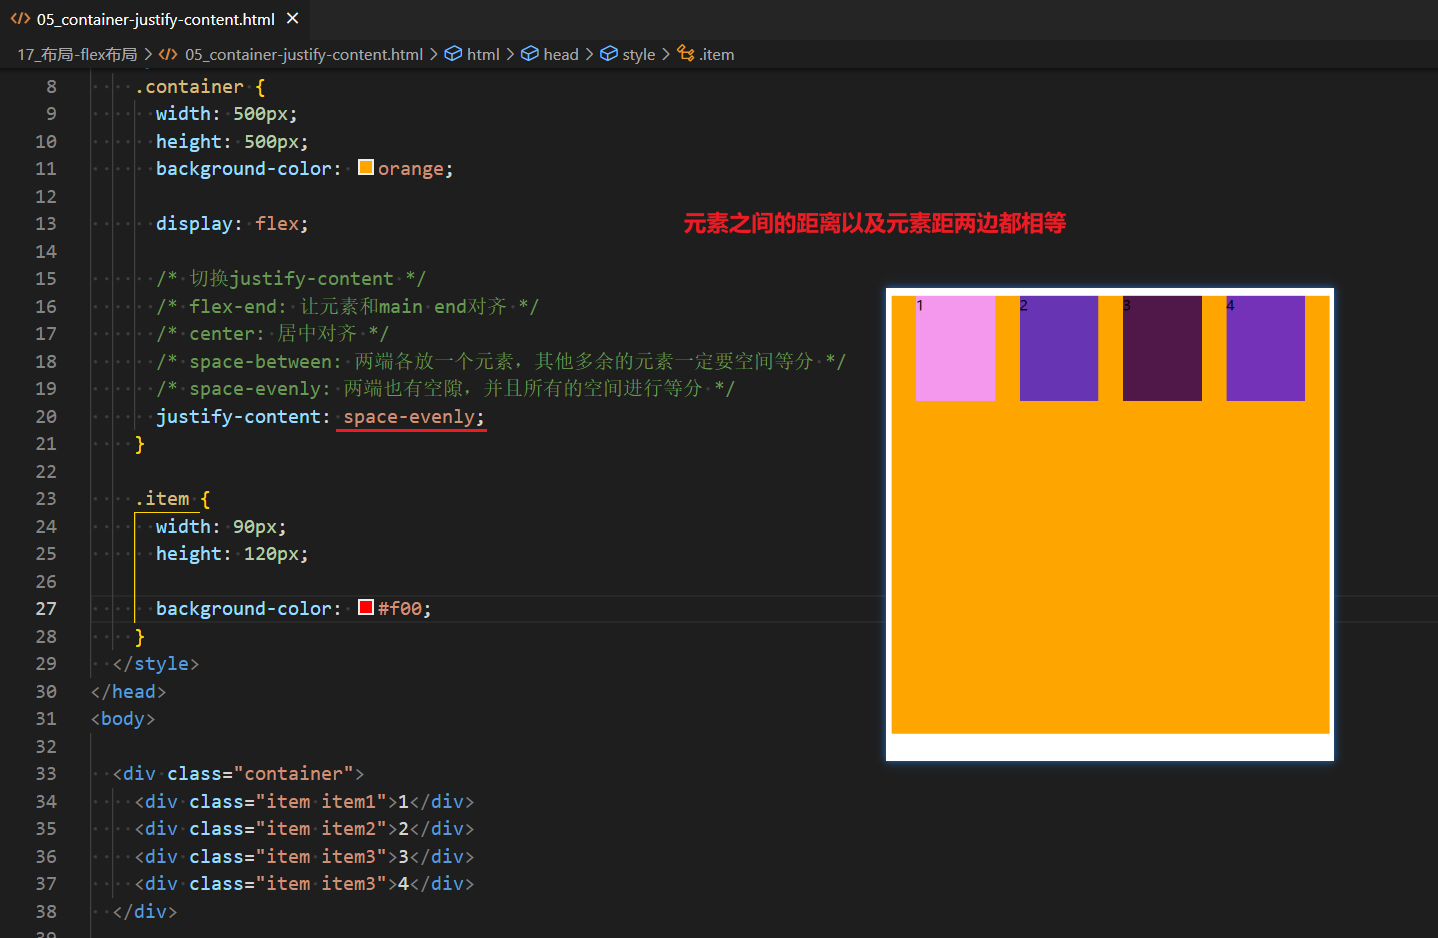 05_container-justify-content.html
17_布局-flex布局 > 05_container-justify-content.html > html > head > style > .item
8 .container {
9 width: 500px;
10 height: 500px;
11 background-color: orange;
12
13 display: flex;
元素之间的距离以及元素距两边都相等
14
15 /* 切换justify-content */
16 /* flex-end: 让元素和main end对齐 */
17 /* center: 居中对齐 */
18 /* space-between: 两端各放一个元素, 其他多余的元素一定要空间等分 */
19 /* space-evenly: 两端也有空隙, 并且所有的空间进行等分 */
20 justify-content: space-evenly;
21 }
22
23 .item {
24 width: 90px;
25 height: 120px;
26
27 background-color: #f00;
28 }
29 </style>
30 </head>
31 <body>
32
33 <div class="container">
34 <div class="item item1">1</div>
35 <div class="item item2">2</div>
36 <div class="item item3">3</div>
37 <div class="item item3">4</div>
38 </div>
39
1 2 3 4